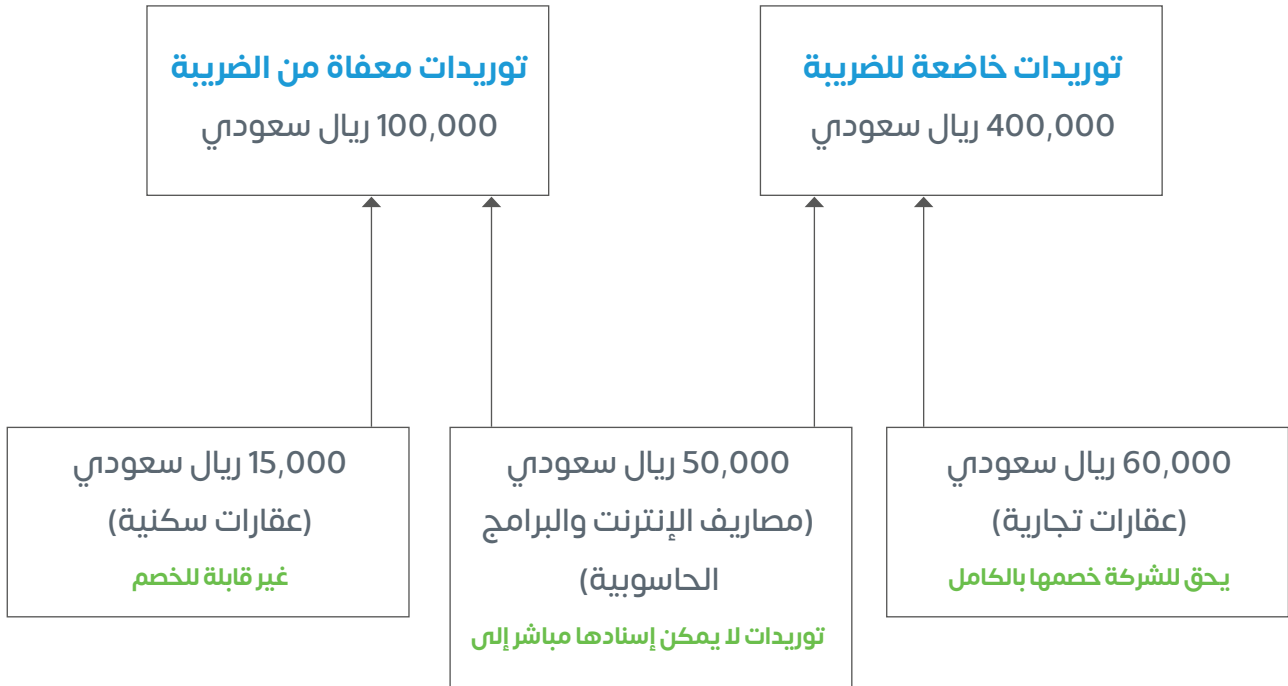 توريدات خاضعة للضريبة
400,000 ريال سعودي
توريدات معفاة من الضريبة
100,000 ريال سعودي
60,000 ريال سعودي
(عقارات تجارية)
يحق للشركة خصمها بالكامل
50,000 ريال سعودي
(مصاريف الإنترنت والبرامج
الحاسوبية)
توريدات لا يمكن إسنادها مباشر إلى
15,000 ريال سعودي
(عقارات سكنية)
غير قابلة للخصم